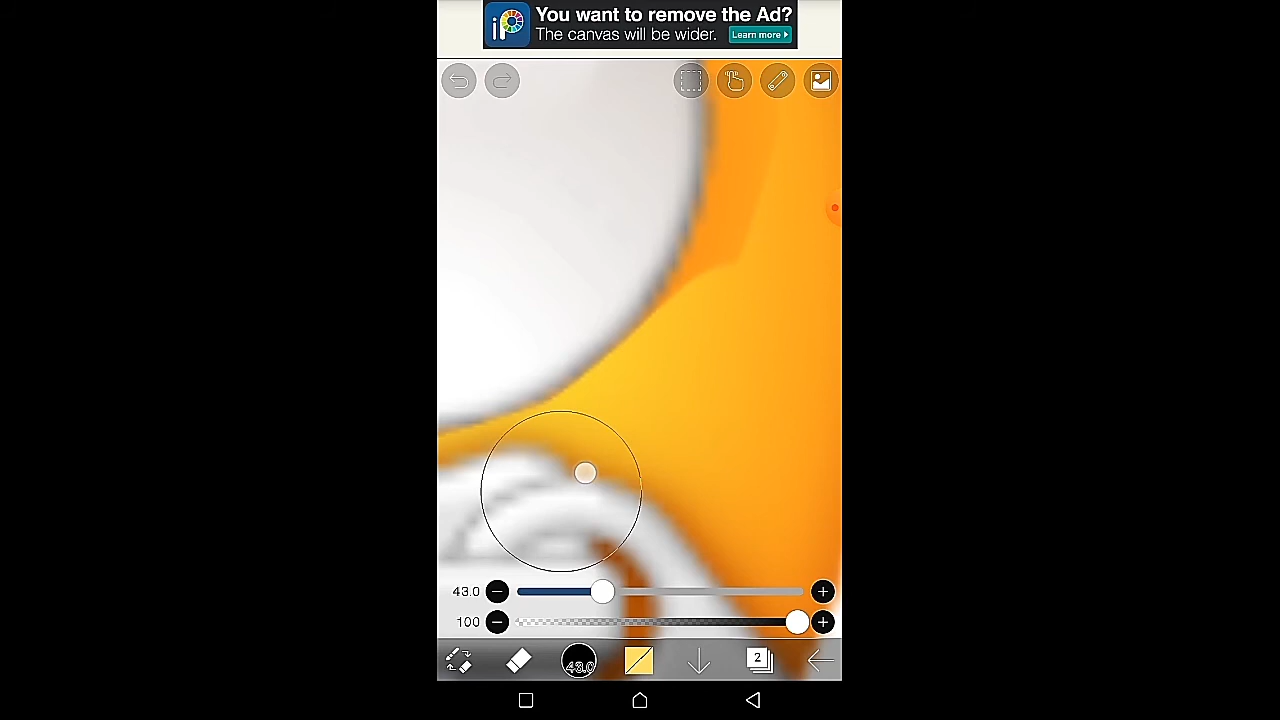 iP
You want to remove the Ad?
The canvas will be wider.
Learn more
43.0
100
43.0
2